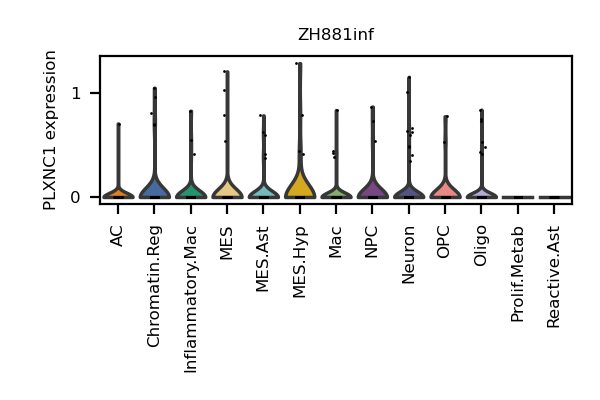 ZH881inf
PLXNC1 expression
1
0
AC
Chromatin.Reg
Inflammatory.Mac
MES
MES.Ast
MES.Hyp
Mac
NPC
Neuron
OPC
Oligo
Prolif.Metab
Reactive.Ast